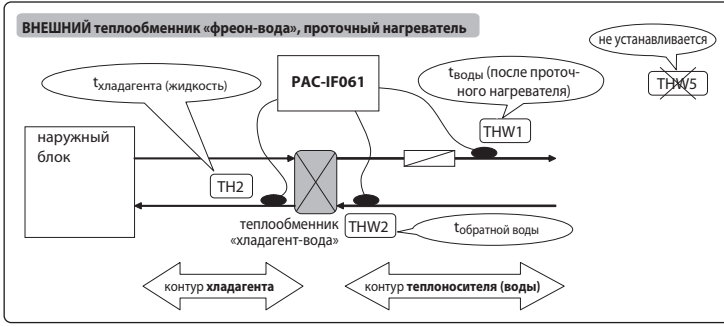 ВНЕШНИЙ теплообменник «фреон-вода», проточный нагреватель
не устанавливается
THW5
tхладагента (жидкость)
PAC-IF061
tводы (после проточ-
ного нагревателя)
THW1
наружный
блок
TH2
теплообменник
«хладагент-вода»
THW2
tобратной воды
контур хладагента
контур теплоносителя (воды)